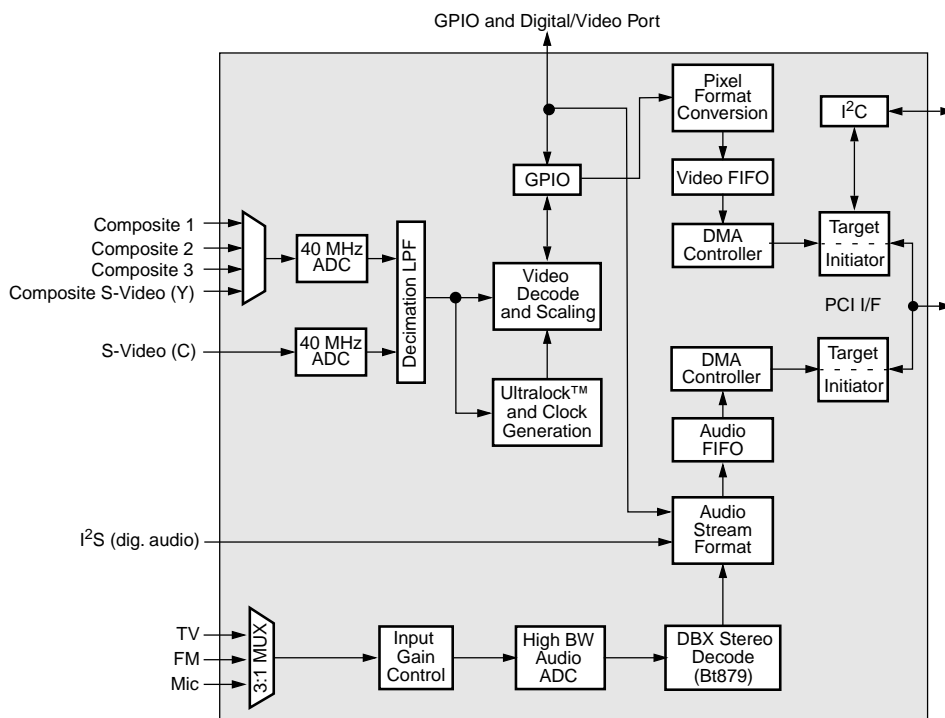 GPIO and Digital/Video Port
Pixel
Format
Conversion
I²C
GPIO
Video FIFO
Composite 1
Composite 2
Composite 3
Composite S-Video (Y)
40 MHz
ADC
Decimation LPF
Video
Decode
and Scaling
DMA
Controller
Target
Initiator
PCI I/F
S-Video (C)
40 MHz
ADC
Ultralock™
and Clock
Generation
DMA
Controller
Target
Initiator
Audio
FIFO
Audio
Stream
Format
I²S (dig. audio)
TV
FM
Mic
3:1 MUX
Input
Gain
Control
High BW
Audio
ADC
DBX Stereo
Decode
(Bt879)